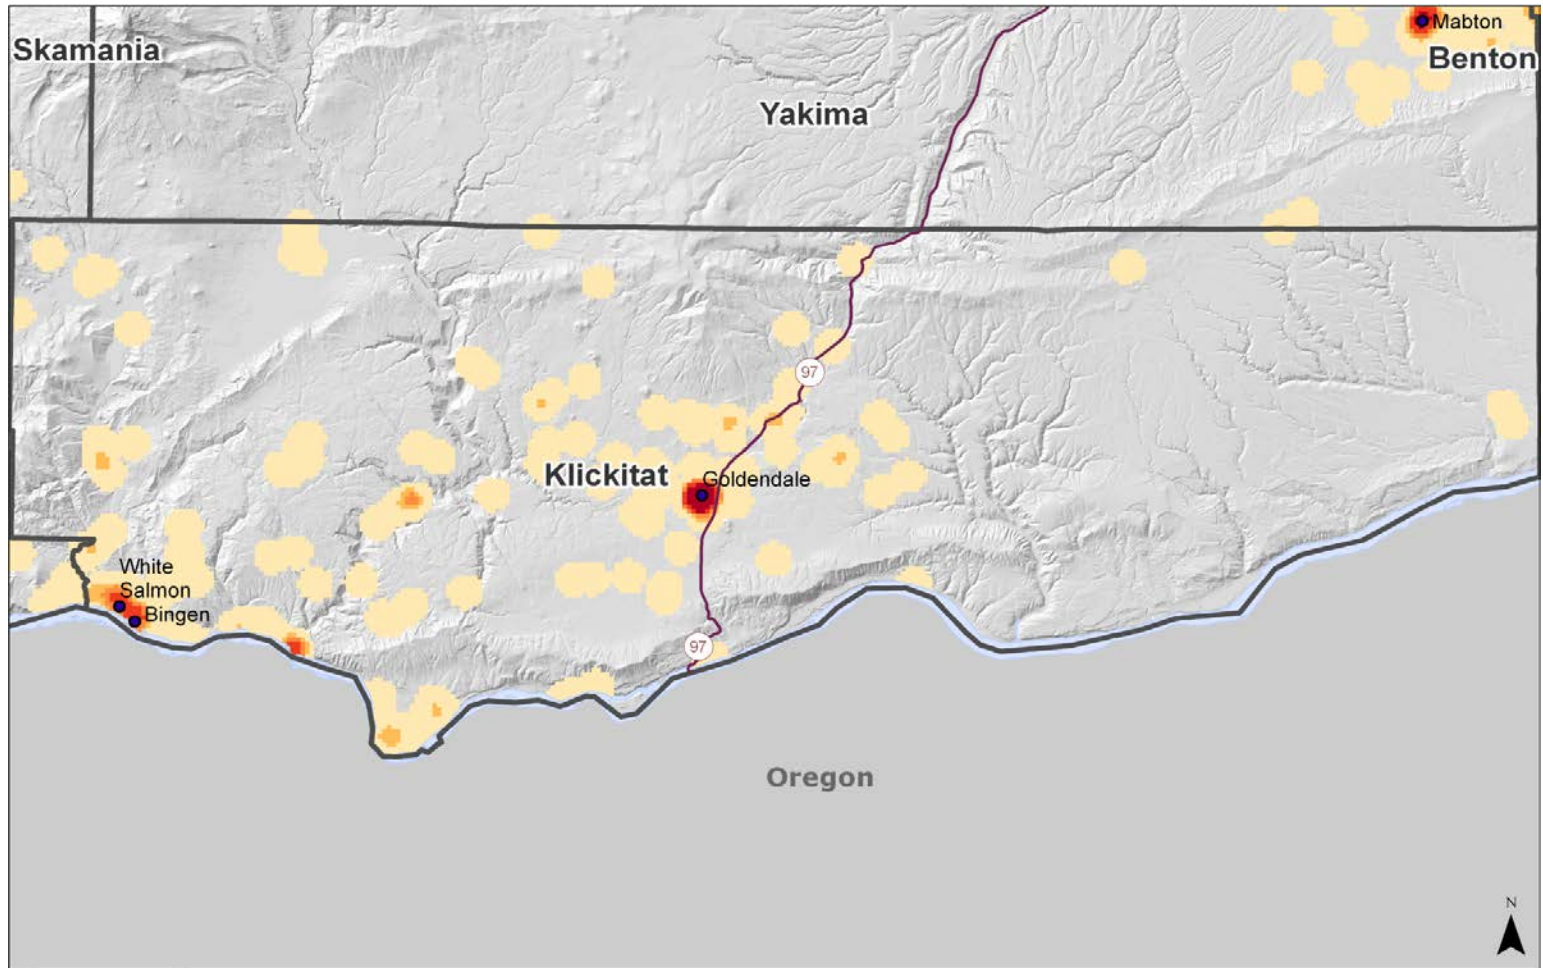 Mabton
Skamania
Benton
Yakima
97
Klickitat
Goldendale
White
Salmon
Bingen
97
Oregon
N